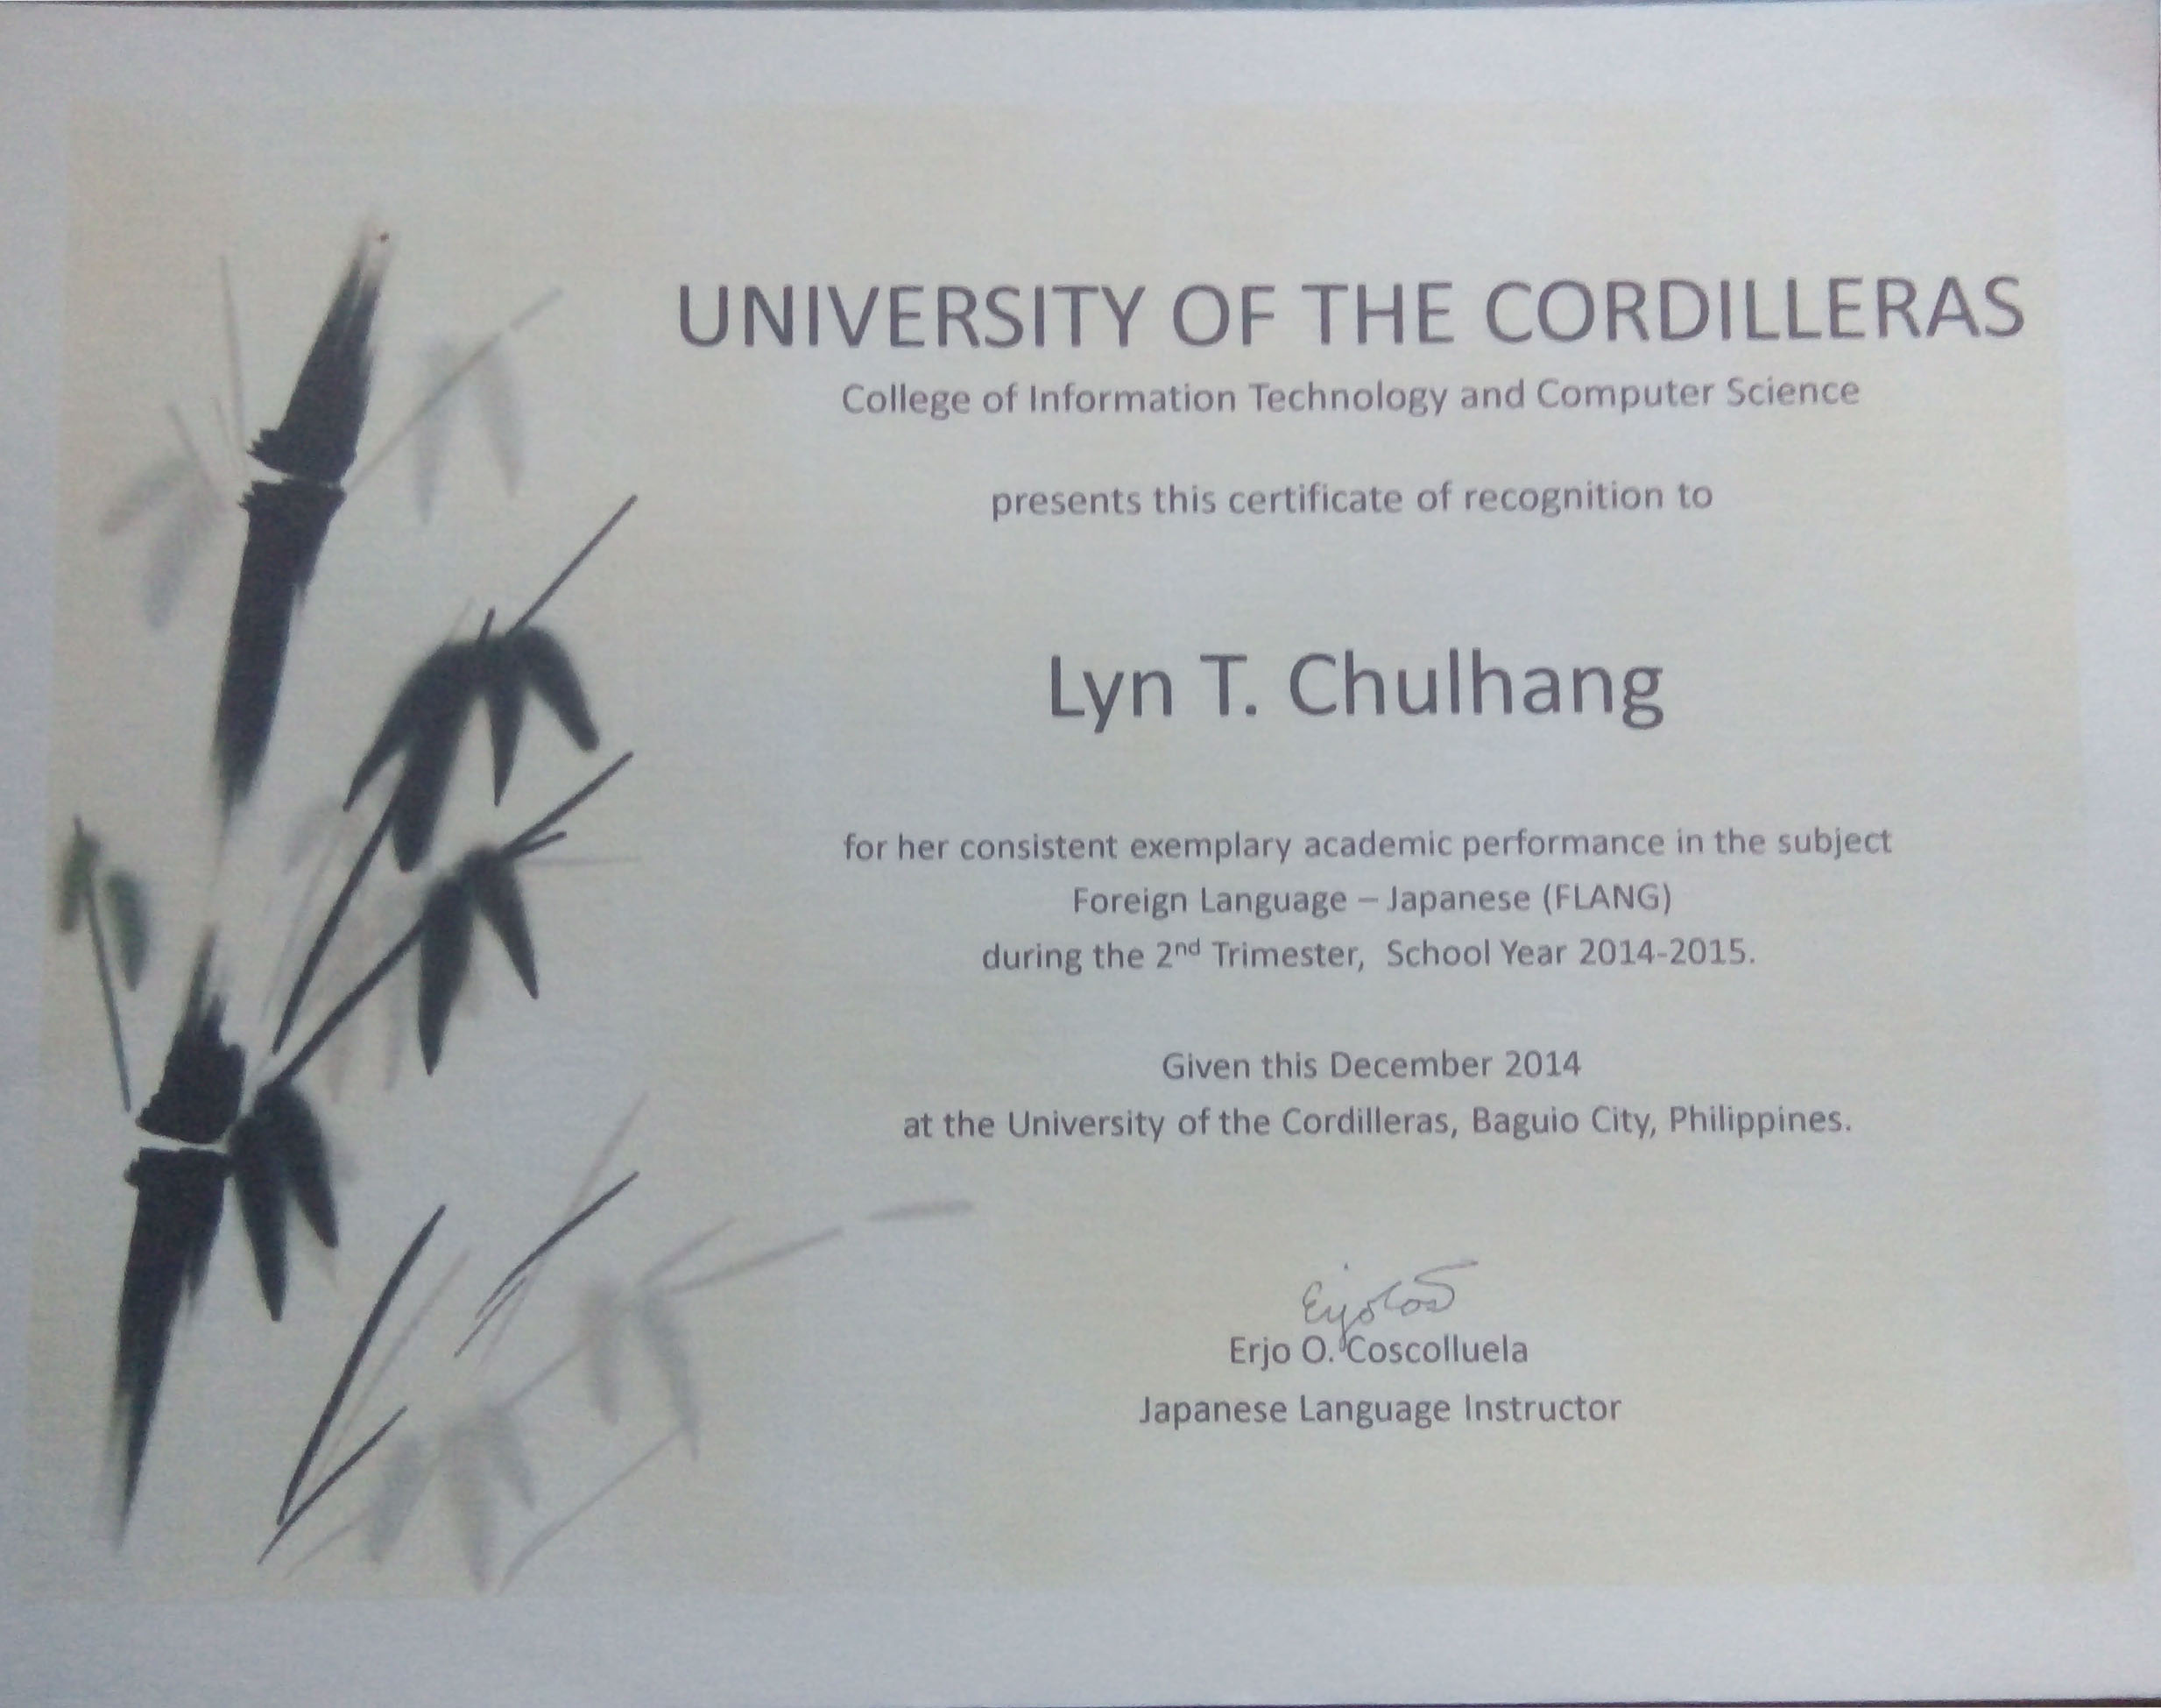 UNIVERSITY OF THE CORDILLERAS
College of Information Technology and Computer Science
presents this certificate of recognition to
Lyn T. Chulhang
for her consistent exemplary academic performance in the subject
Foreign Language – Japanese (FLANG)
during the 2nd Trimester, School Year 2014-2015.
Given this December 2014
at the University of the Cordilleras, Baguio City, Philippines.
Erjo O. Coscolluela
Japanese Language Instructor